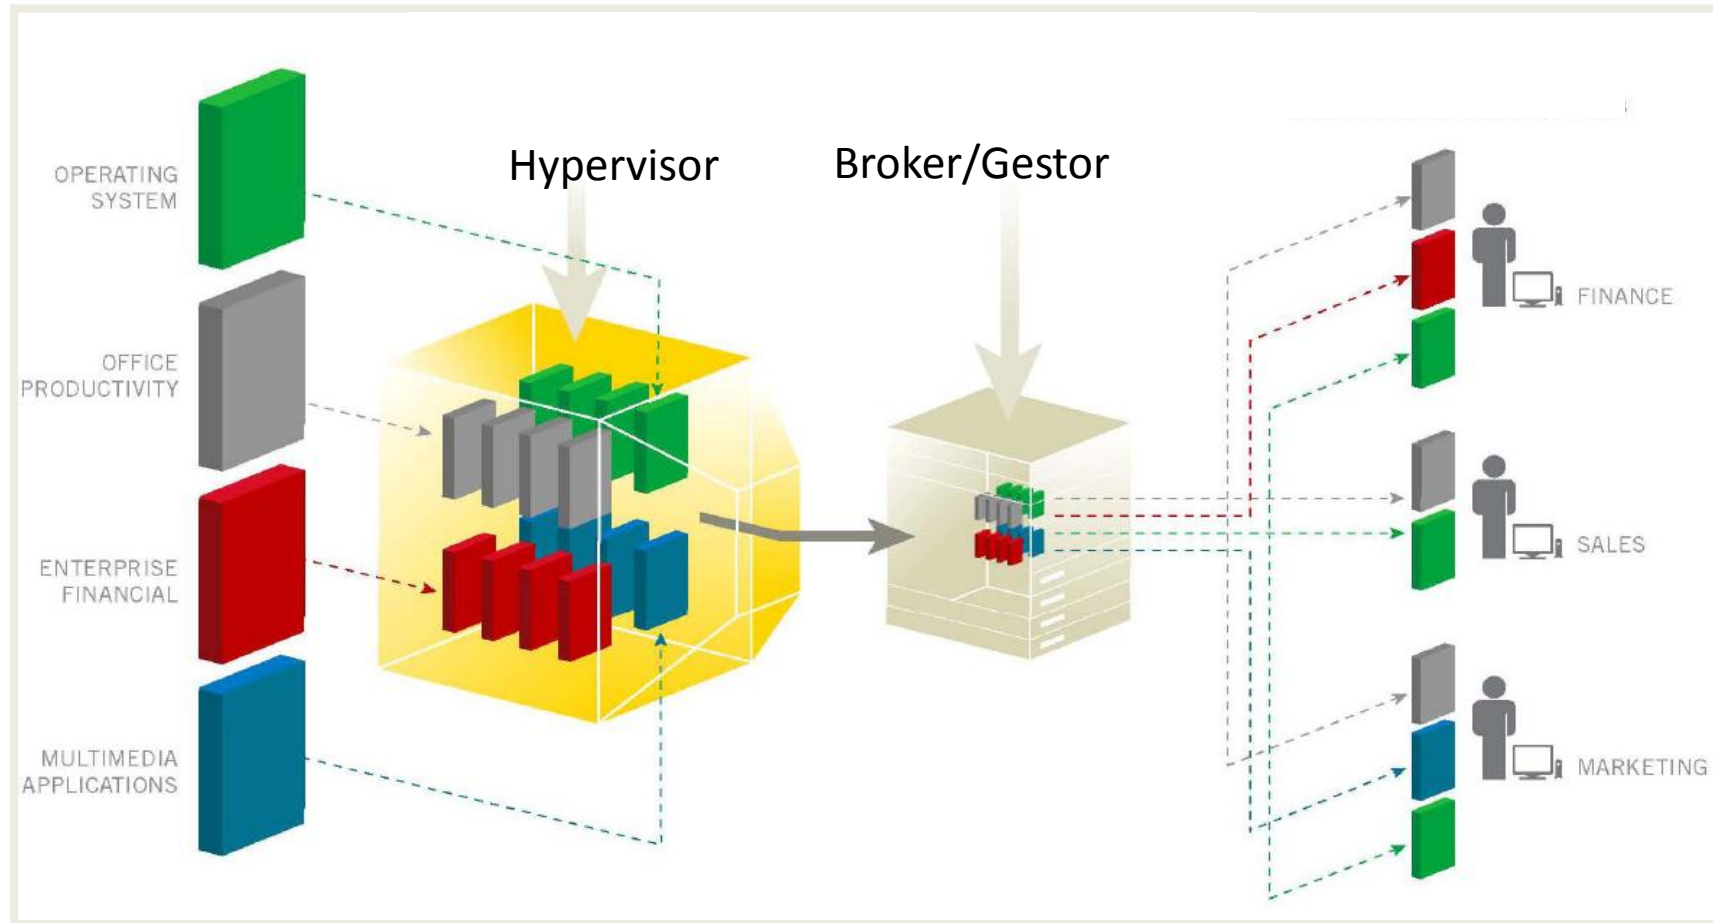 Hypervisor
Broker/Gestor
OPERATING
SYSTEM
OFFICE
PRODUCTIVITY
ENTERPRISE
FINANCIAL
MULTIMEDIA
APPLICATIONS
FINANCE
SALES
MARKETING